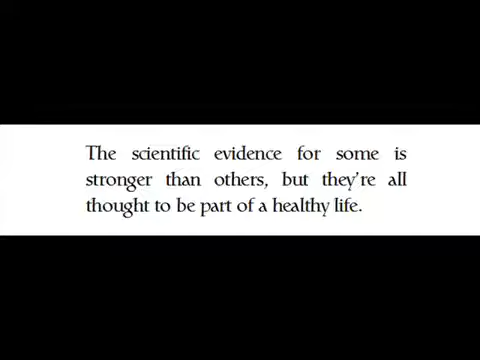 The scientific evidence for some is
stronger than others, but they're all
thought to be part of a healthy life.